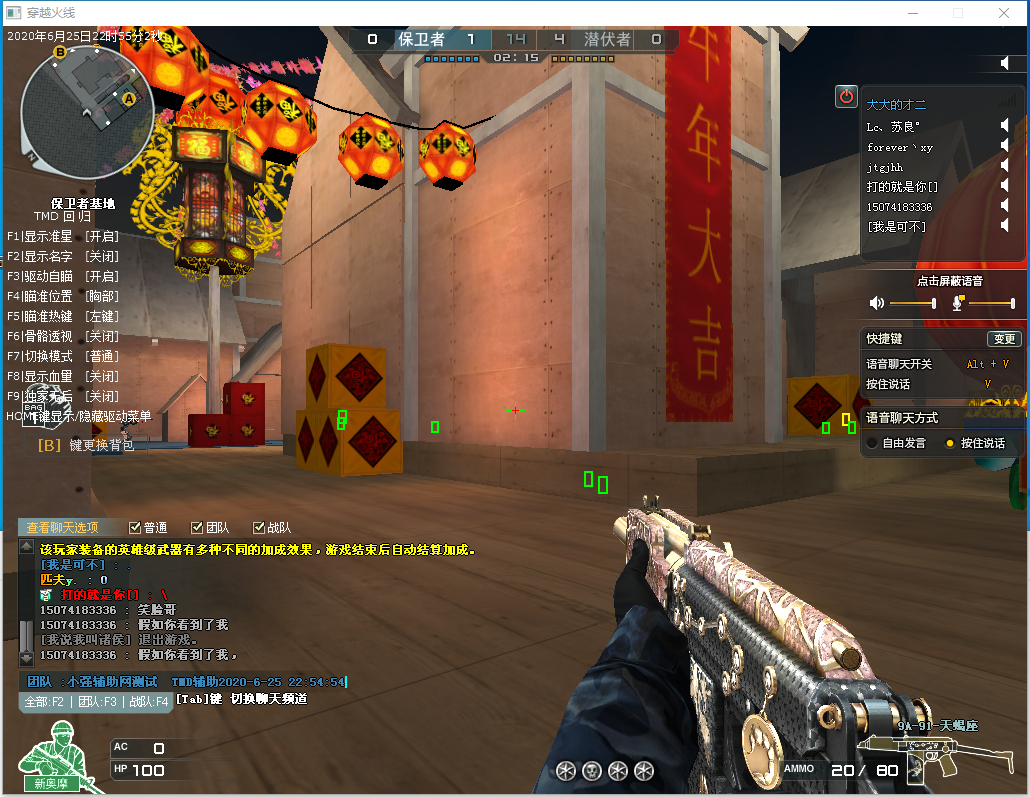 穿越火线
2020年6月25日22时55分2秒
0 保卫者 1 14 4 潜伏者 0
02:15
B
A
N
福
年年大吉
大大的才二
Lc、苏良°
forever丶xy
jtgjhh
打的就是你[]
15074183336
[我是可不]
点击屏蔽语音
快捷键 变更
语音聊天开关 Alt + V
按住说话 V
语音聊天方式
自由发言 按住说话
保卫者基地
TMD 回 归
F1|显示准星 [开启]
F2|显示名字 [关闭]
F3|驱动自瞄 [开启]
F4|瞄准位置 [胸部]
F5|瞄准热键 [左键]
F6|骨骼透视 [关闭]
F7|切换模式 [普通]
F8|显示血量 [关闭]
F9|独家无后 [关闭]
HOME键显示/隐藏驱动菜单
BAG
[B] 键更换背包
查看聊天选项 普通 团队 战队
该玩家装备的英雄级武器有多种不同的加成效果，游戏结束后自动结算加成。
[我是可不] : .
匹夫y. : 0
打的就是你[] : \
15074183336 : 笑脸哥
15074183336 : 假如你看到了我
[我说我叫诸侯] 退出游戏。
15074183336 : 假如你看到了我，
团队 :小强辅助网测试 TMD辅助2020-6-25 22:54:54
全部:F2 | 团队:F3 | 战队:F4 [Tab]键 切换聊天频道
AC 0
HP 100
新奥摩
9A-91-天蝎座
AMMO 20/ 80